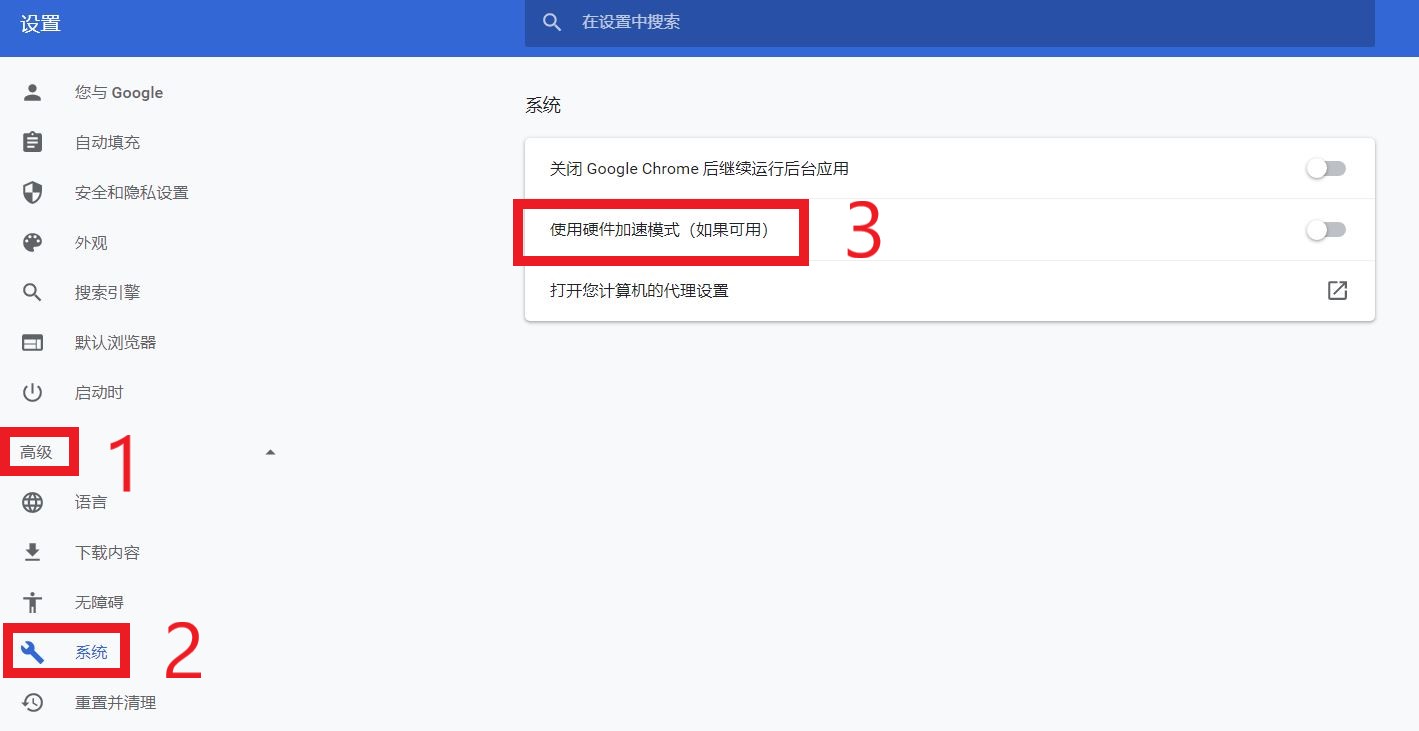 设置
在设置中搜索
您与 Google
自动填充
安全和隐私设置
外观
搜索引擎
默认浏览器
启动时
高级
1
语言
下载内容
无障碍
系统
2
重置并清理
系统
关闭 Google Chrome 后继续运行后台应用
使用硬件加速模式（如果可用）
3
打开您计算机的代理设置